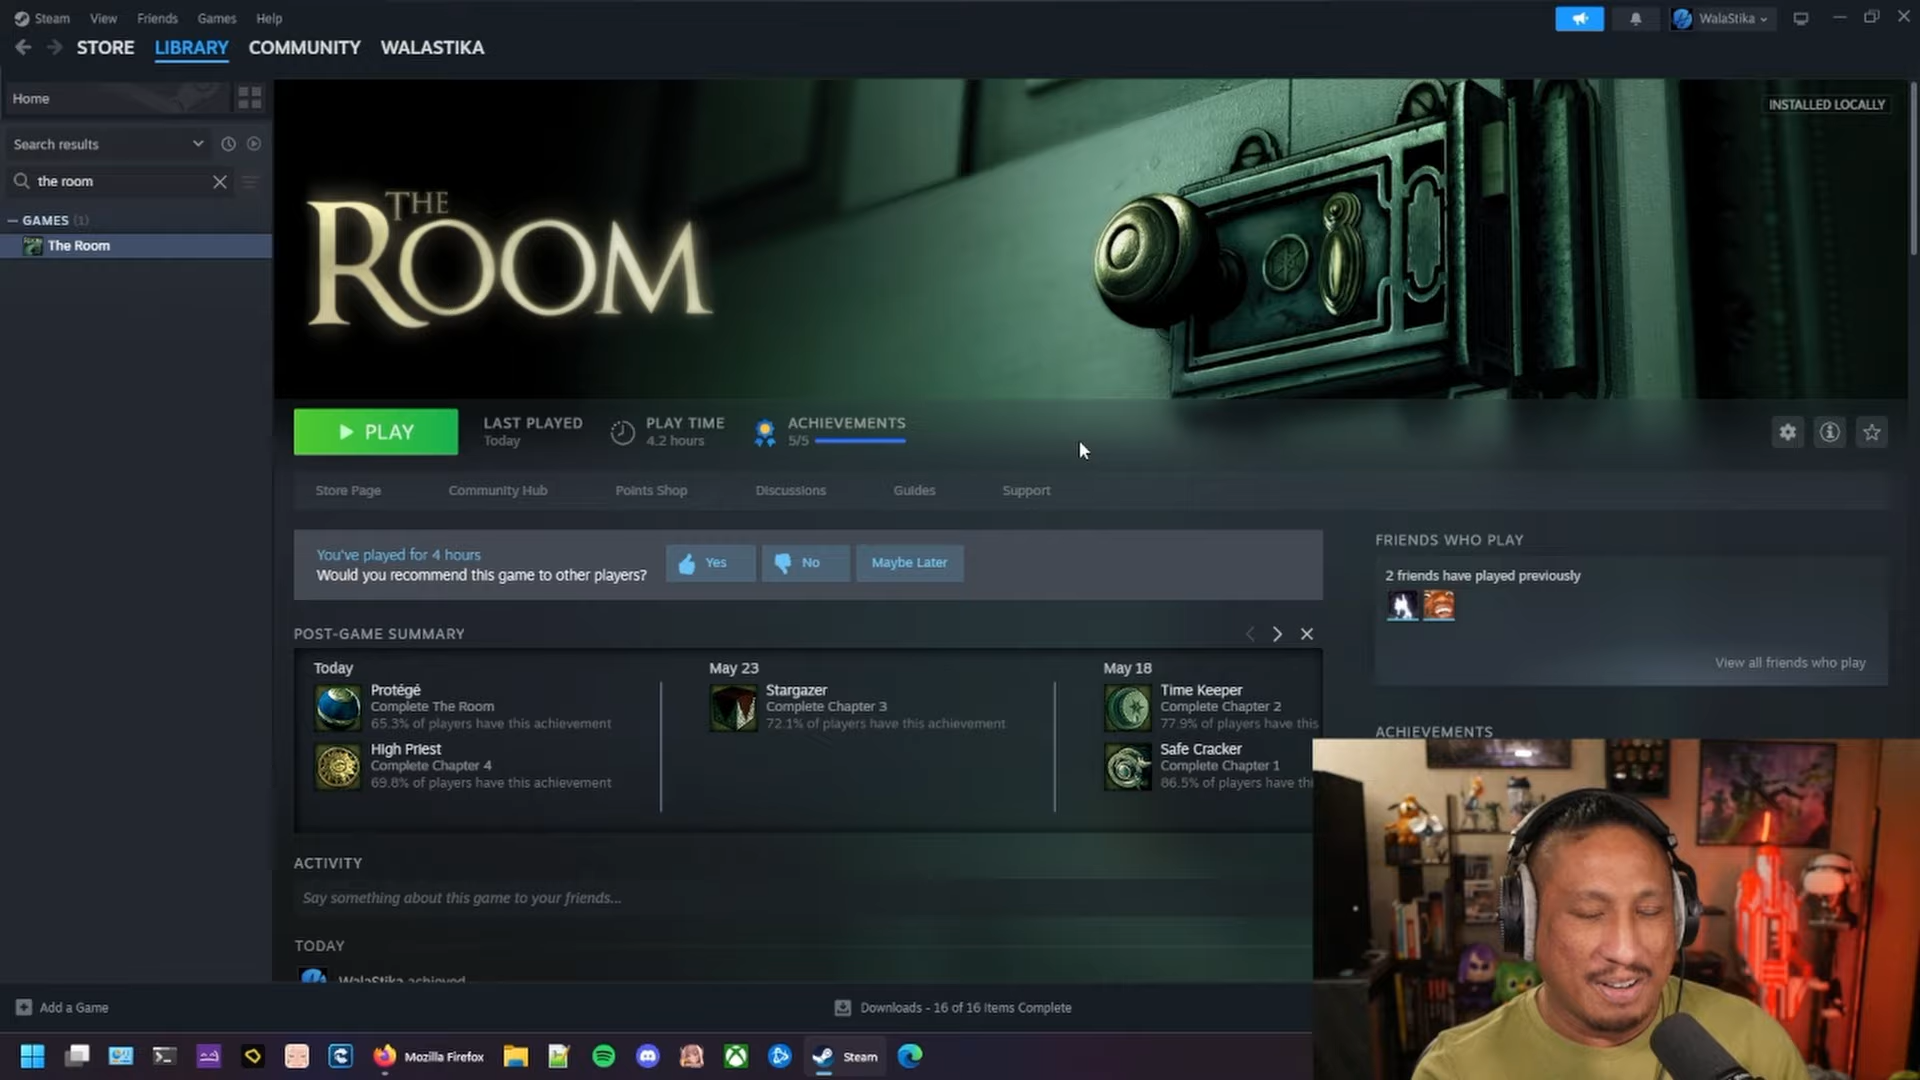 Steam View Friends Games Help
WalaStika
STORE LIBRARY COMMUNITY WALASTIKA
Home
Search results
the room
GAMES (1)
The Room
INSTALLED LOCALLY
THE
ROOM
PLAY
LAST PLAYED
Today
PLAY TIME
4.2 hours
ACHIEVEMENTS
5/5
Store Page Community Hub Points Shop Discussions Guides Support
You've played for 4 hours
Would you recommend this game to other players?
Yes No Maybe Later
FRIENDS WHO PLAY
2 friends have played previously
View all friends who play
POST-GAME SUMMARY
Today
Protégé
Complete The Room
65.3% of players have this achievement
High Priest
Complete Chapter 4
69.8% of players have this achievement
May 23
Stargazer
Complete Chapter 3
72.1% of players have this achievement
May 18
Time Keeper
Complete Chapter 2
77.9% of players have this
Safe Cracker
Complete Chapter 1
86.5% of players have thi
ACHIEVEMENTS
ACTIVITY
Say something about this game to your friends...
TODAY
WalaStika achieved
Add a Game
Downloads - 16 of 16 Items Complete
Mozilla Firefox
Steam